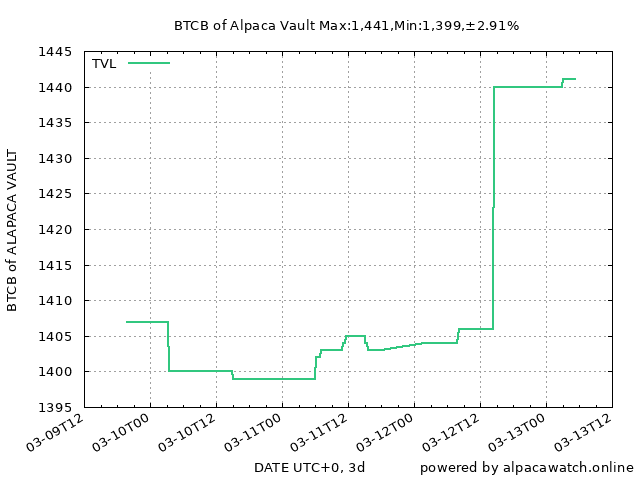 BTCB of Alpaca Vault Max:1,441,Min:1,399,±2.91%
TVL
1445
1440
1435
1430
1425
1420
1415
1410
1405
1400
1395
BTCB of ALAPACA VAULT
03-09T12
03-10T00
03-10T12
03-11T00
03-11T12
03-12T00
03-12T12
03-13T00
03-13T12
DATE UTC+0, 3d
powered by alpacawatch.online